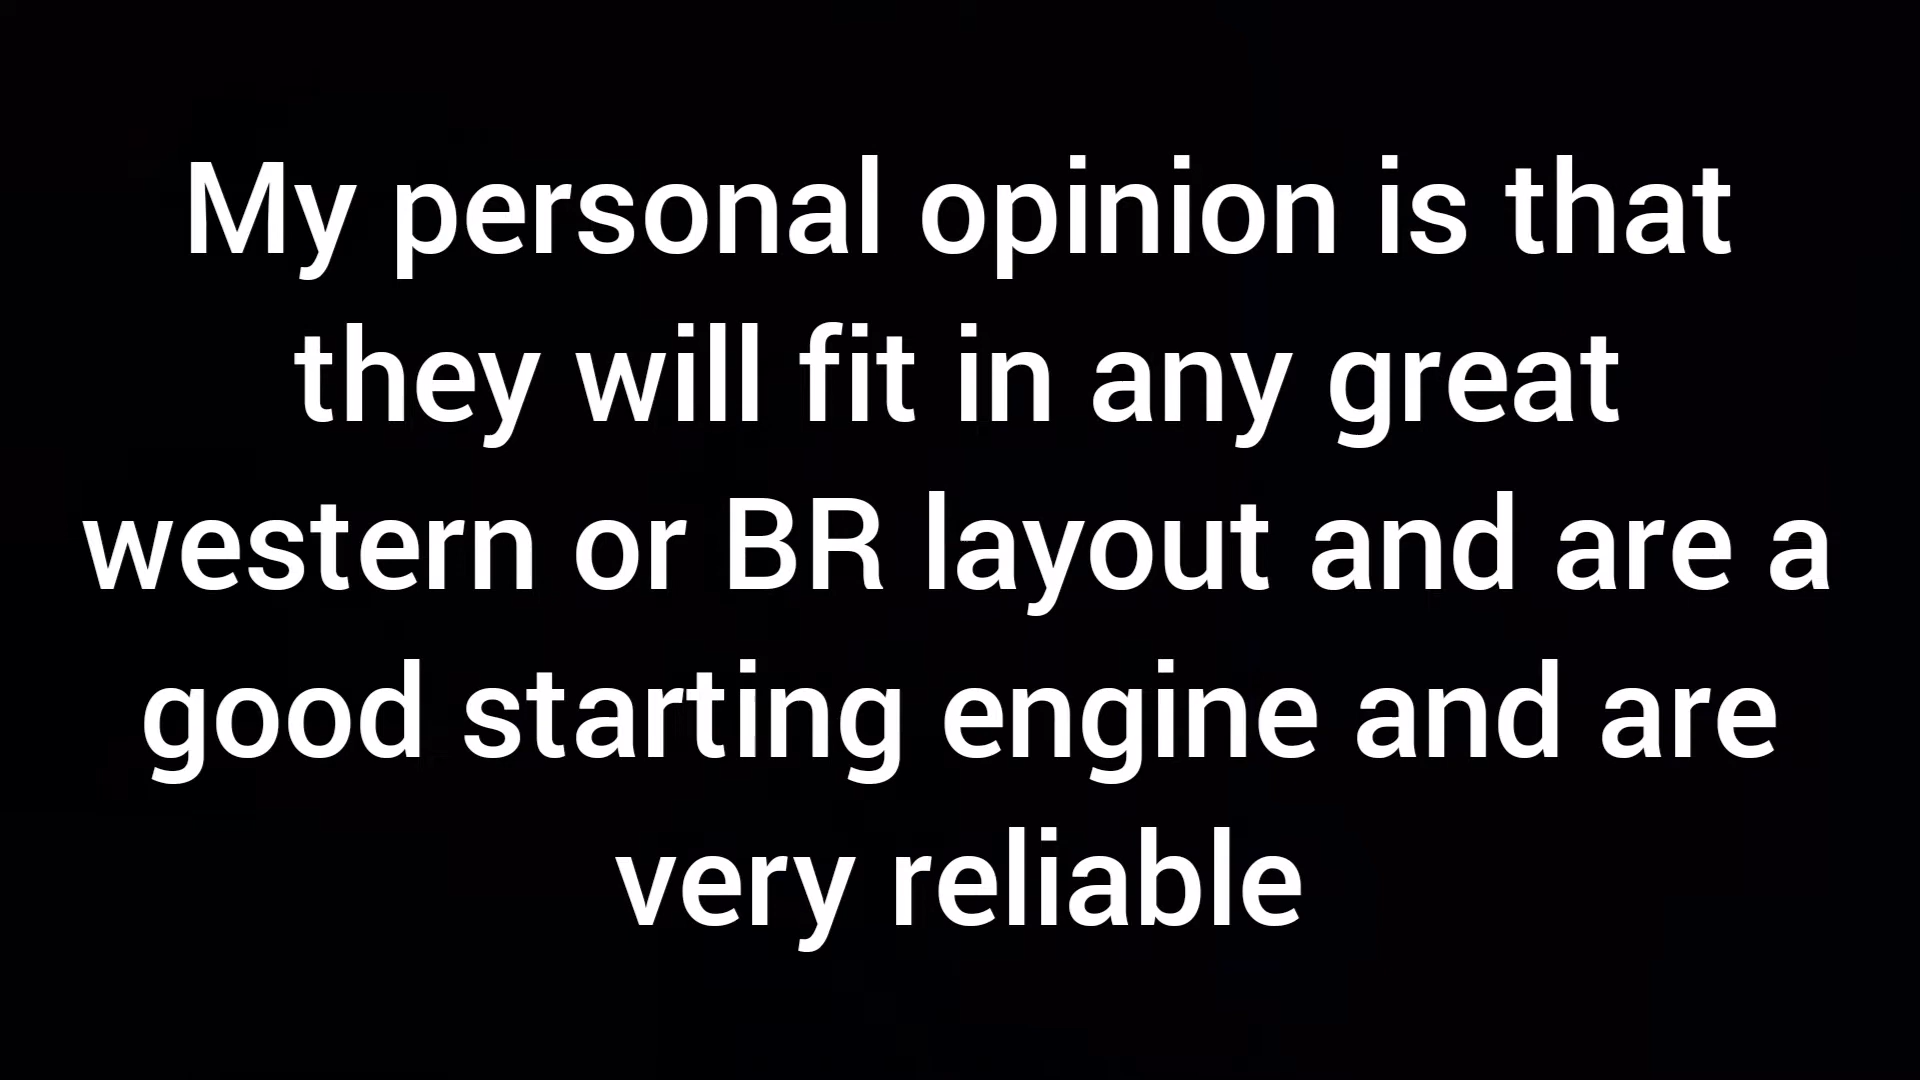 My personal opinion is that
they will fit in any great
western or BR layout and are a
good starting engine and are
very reliable